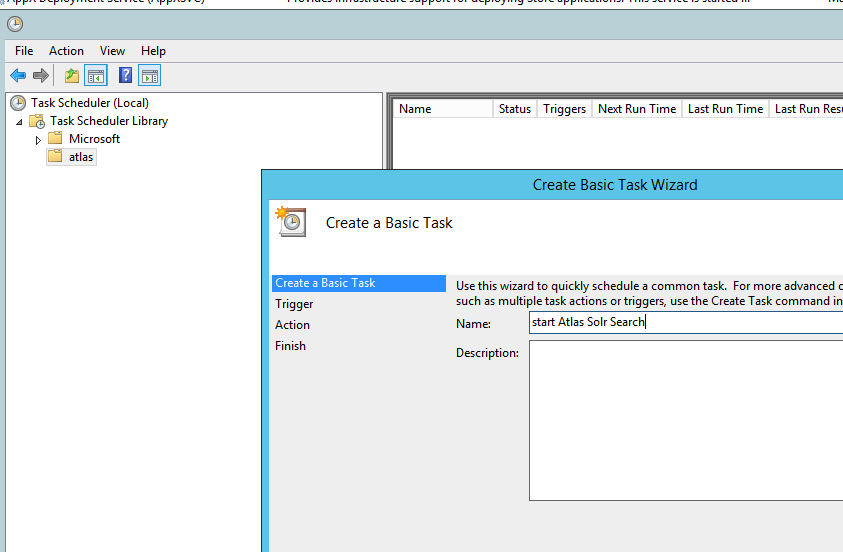 AppX Deployment Service (AppXSVC) Provides infrastructure support for deploying Store applications. This service is started
File Action View Help
Task Scheduler (Local)
Task Scheduler Library
Microsoft
atlas
Name Status Triggers Next Run Time Last Run Time Last Run Resu
Create Basic Task Wizard
Create a Basic Task
Create a Basic Task
Trigger
Action
Finish
Use this wizard to quickly schedule a common task. For more advanced o
such as multiple task actions or triggers, use the Create Task command in
Name: start Atlas Solr Search
Description: